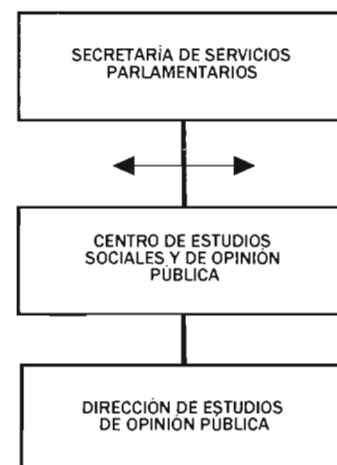 SECRETARÍA DE SERVICIOS
PARLAMENTARIOS
CENTRO DE ESTUDIOS
SOCIALES Y DE OPINIÓN
PÚBLICA
DIRECCIÓN DE ESTUDIOS
DE OPINIÓN PÚBLICA